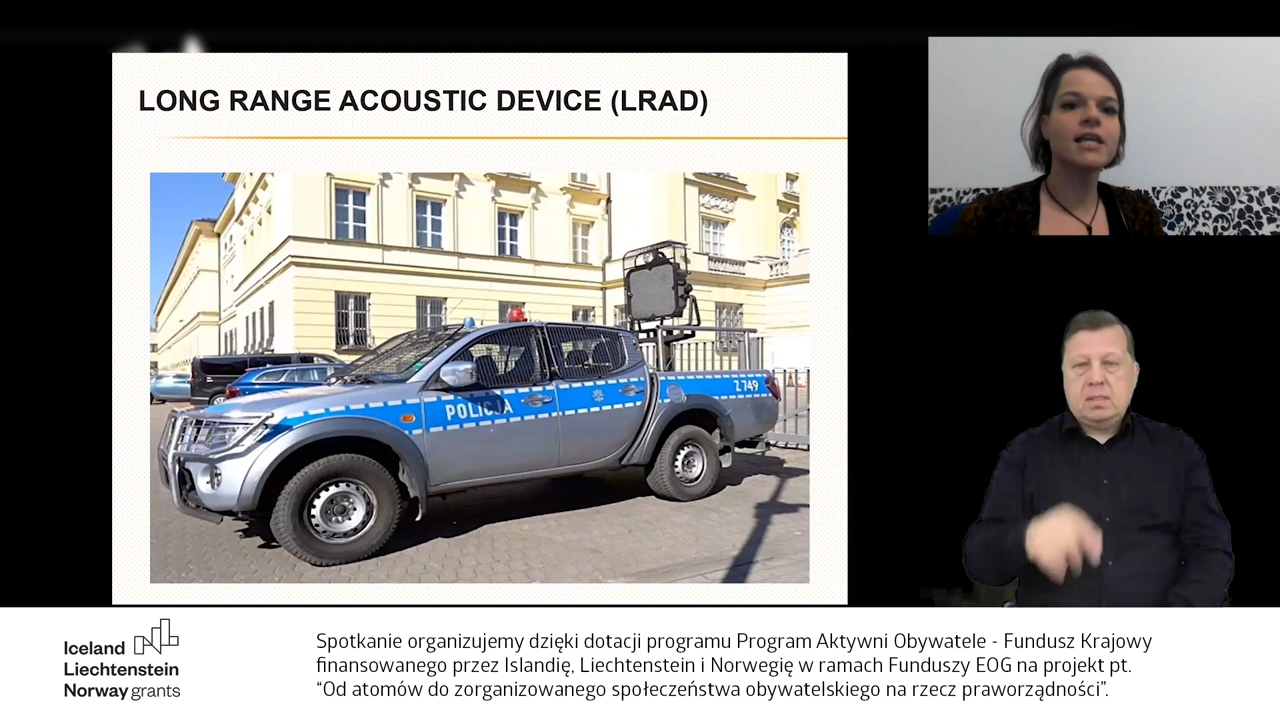 LONG RANGE ACOUSTIC DEVICE (LRAD)
POLICJA
Z 749
Iceland
Liechtenstein
Norway grants
Spotkanie organizujemy dzięki dotacji programu Program Aktywni Obywatele - Fundusz Krajowy
finansowanego przez Islandię, Liechtenstein i Norwegię w ramach Funduszy EOG na projekt pt.
“Od atomów do zorganizowanego społeczeństwa obywatelskiego na rzecz praworządności”.